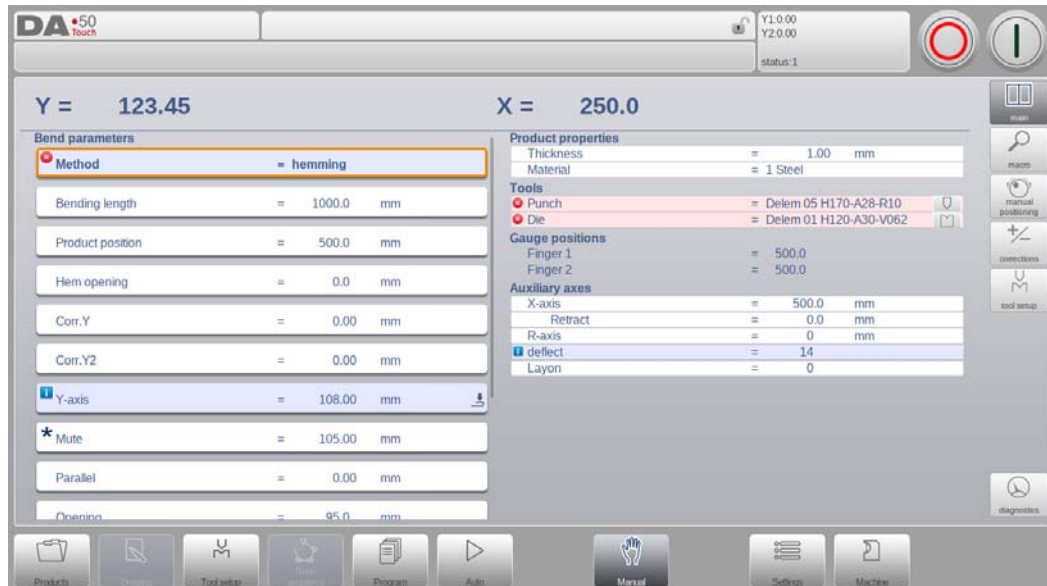 DA•50
Touch
Y1:0.00
Y2:0.00
status:1
Y = 123.45
X = 250.0
Bend parameters
Method = hemming
Bending length = 1000.0 mm
Product position = 500.0 mm
Hem opening = 0.0 mm
Corr.Y = 0.00 mm
Corr.Y2 = 0.00 mm
Y-axis = 108.00 mm
Mute = 105.00 mm
Parallel = 0.00 mm
Opening = 95.0 mm
Product properties
Thickness = 1.00 mm
Material = 1 Steel
Tools
Punch = Delem 05 H170-A28-R10
Die = Delem 01 H120-A30-V062
Gauge positions
Finger 1 = 500.0
Finger 2 = 500.0
Auxiliary axes
X-axis = 500.0 mm
Retract = 0.0 mm
R-axis = 0 mm
deflect = 14
Layon = 0
main
macro
manual
positioning
corrections
tool setup
diagnostics
Products
Drawing
Tool setup
Bend
sequence
Program
Auto
Manual
Settings
Machine